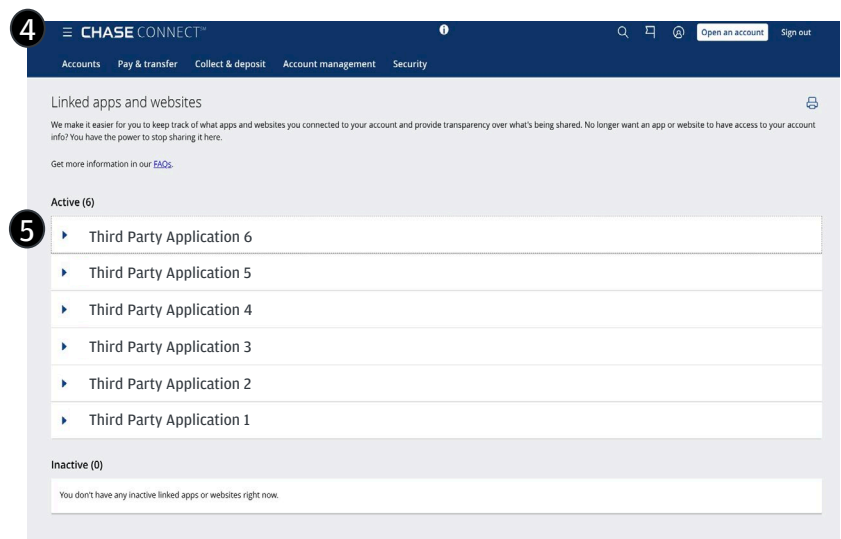 4
CHASE CONNECT℠
Open an account
Sign out
Accounts Pay & transfer Collect & deposit Account management Security
Linked apps and websites
We make it easier for you to keep track of what apps and websites you connected to your account and provide transparency over what's being shared. No longer want an app or website to have access to your account
info? You have the power to stop sharing it here.
Get more information in our FAQs.
Active (6)
5
Third Party Application 6
Third Party Application 5
Third Party Application 4
Third Party Application 3
Third Party Application 2
Third Party Application 1
Inactive (0)
You don't have any inactive linked apps or websites right now.